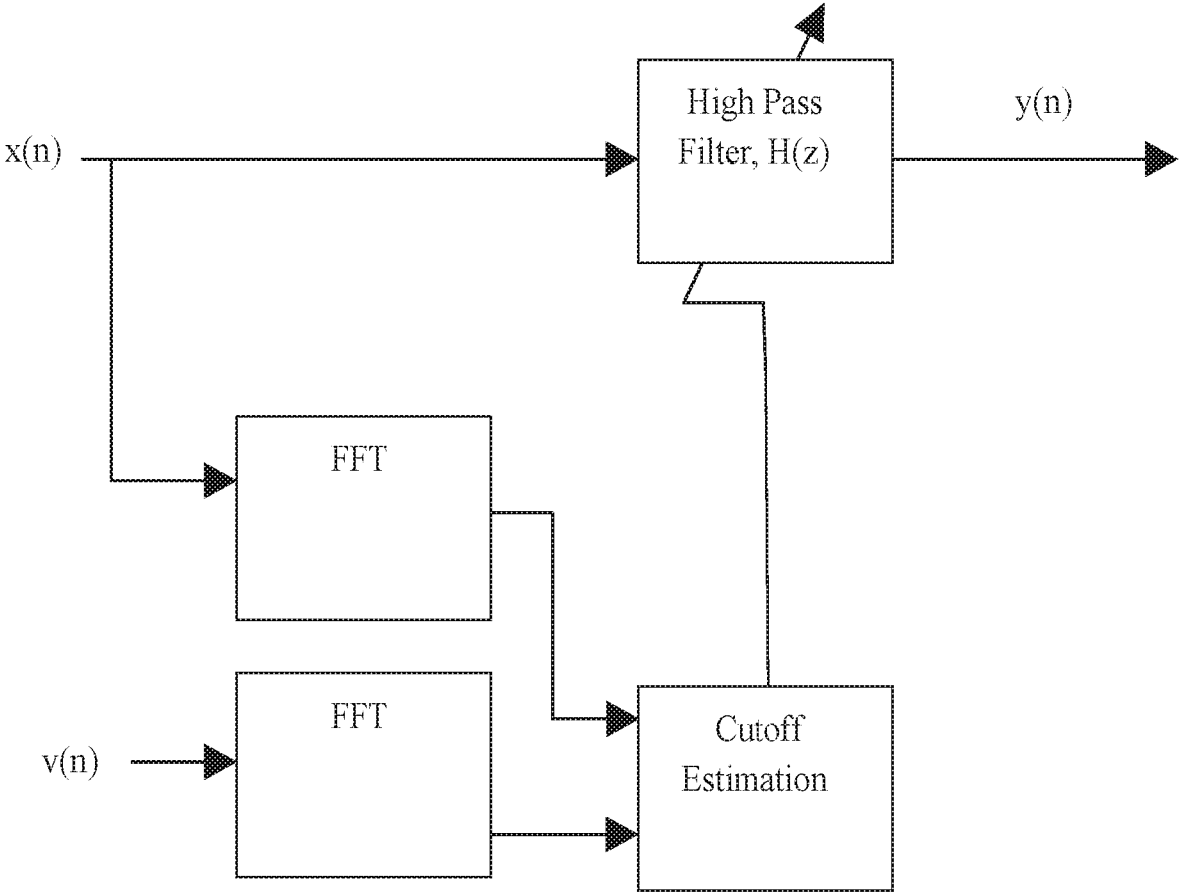 High Pass
Filter, H(z)
y(n)
x(n)
FFT
FFT
v(n)
Cutoff
Estimation